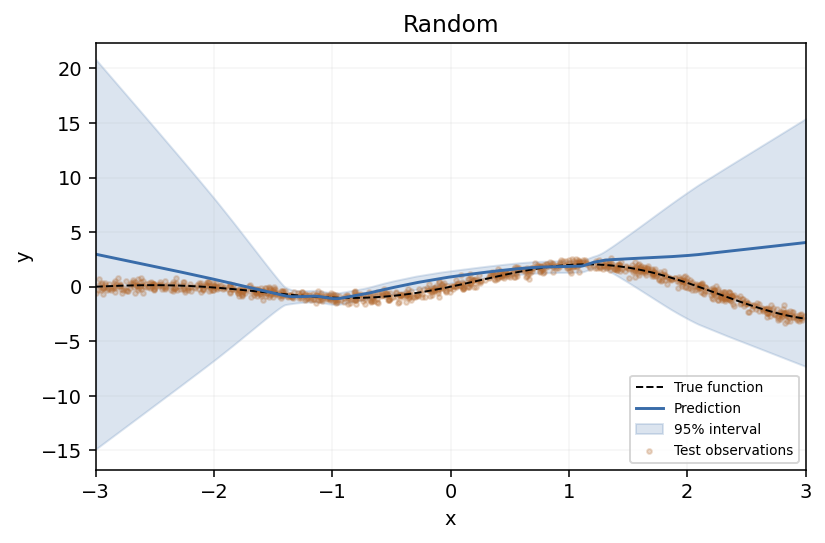 Random
20
15
10
5
0
−5
−10
−15
y
−3
−2
−1
0
1
2
3
x
True function
Prediction
95% interval
Test observations